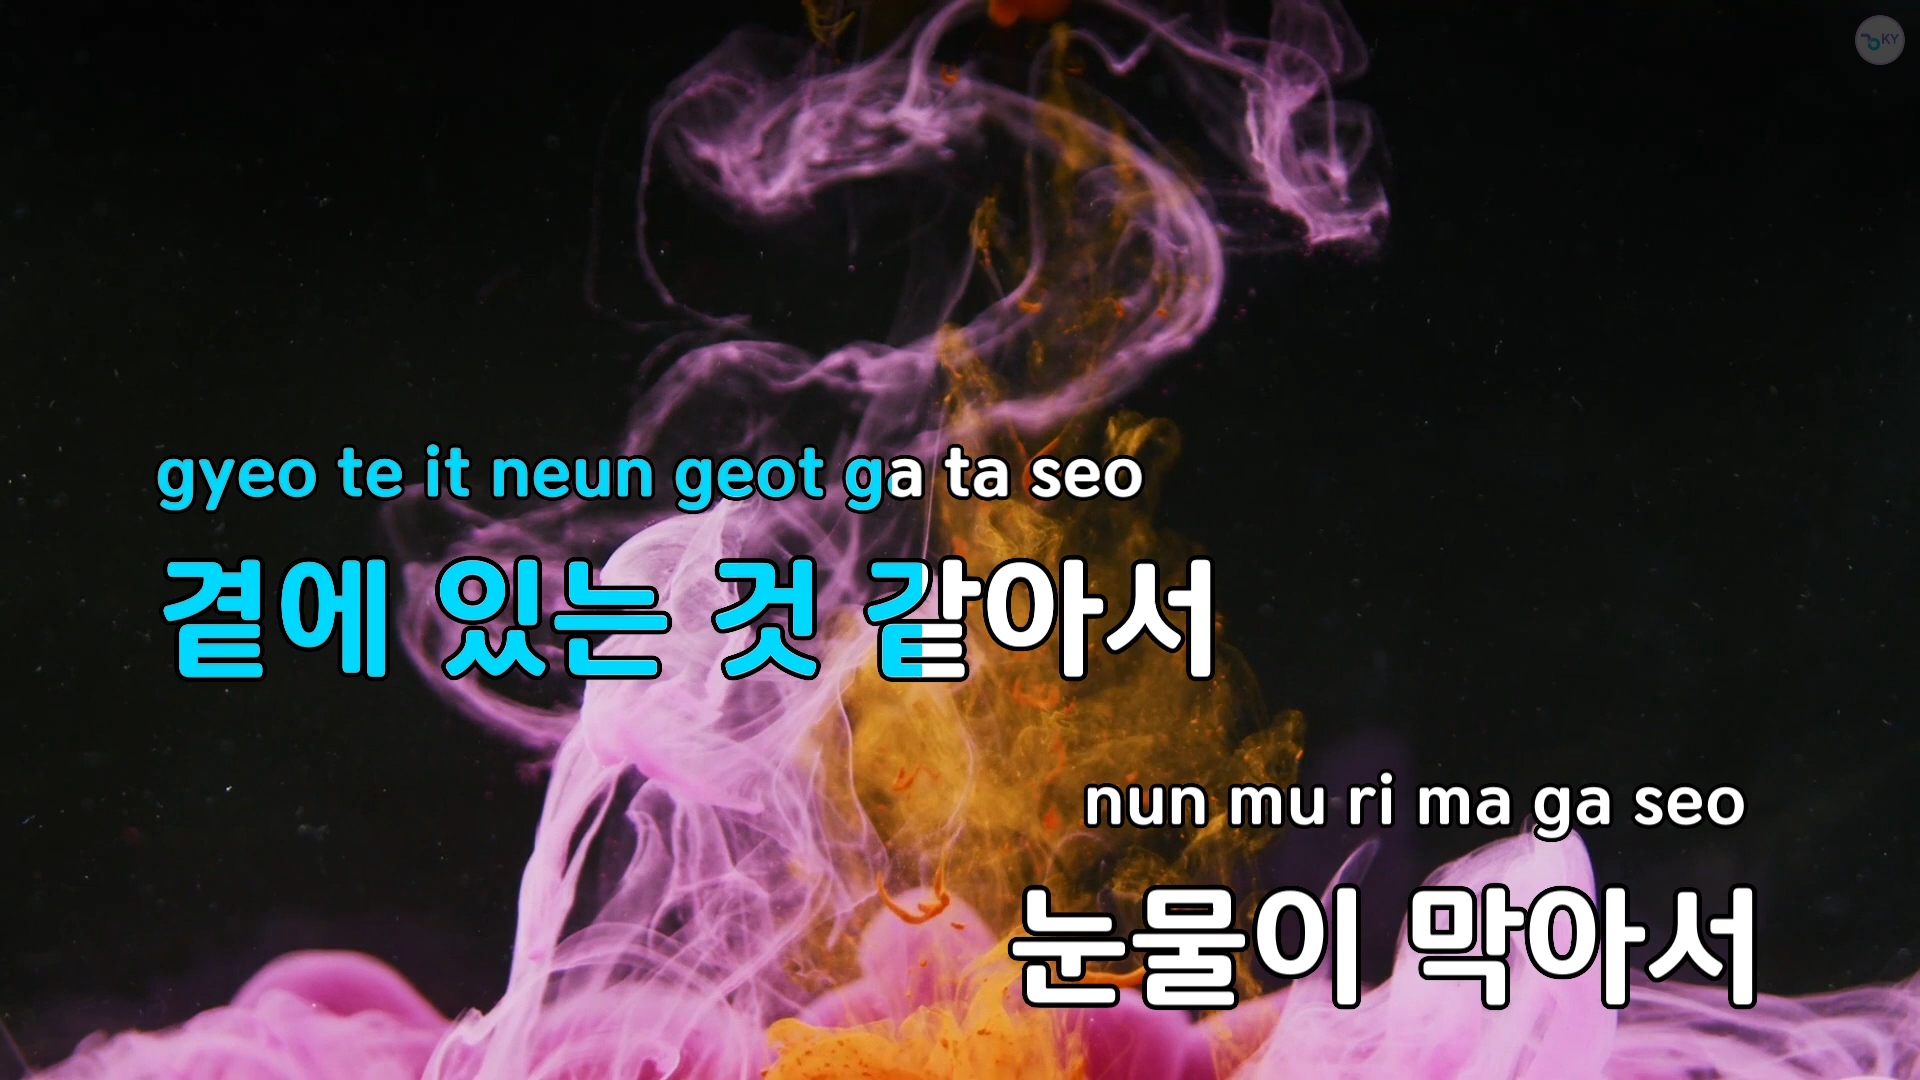 KY
gyeo te it neun geot ga ta seo
곁에 있는 것 같아서
nun mu ri ma ga seo
눈물이 막아서